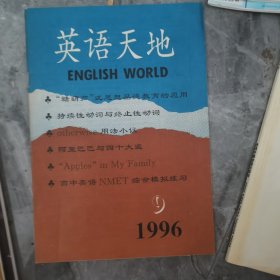 英语天地
ENGLISH WORLD
♣ 持续性动词与终止性动词
♣ otherwise 用法小议
♣ 阿里巴巴与四十大盗
♣ "Apples" in My Family
♣ 高中英语 NMET 综合模拟练习
1996